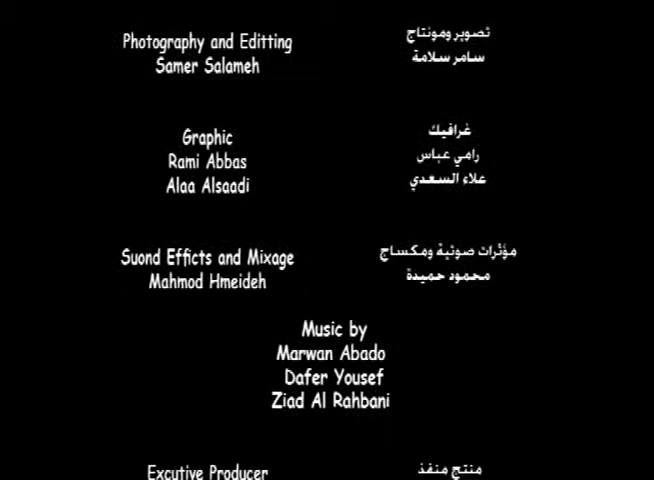 Photography and Editting
تصوير ومونتاج
Samer Salameh
سامر سلامة
Graphic
غرافيك
Rami Abbas
رامي عباس
Alaa Alsaadi
علاء السعدي
Suond Efficts and Mixage
مؤثرات صوتية ومكساج
Mahmod Hmeideh
محمود حميدة
Music by
Marwan Abado
Dafer Yousef
Ziad Al Rahbani
Excutive Producer
منتج منفذ